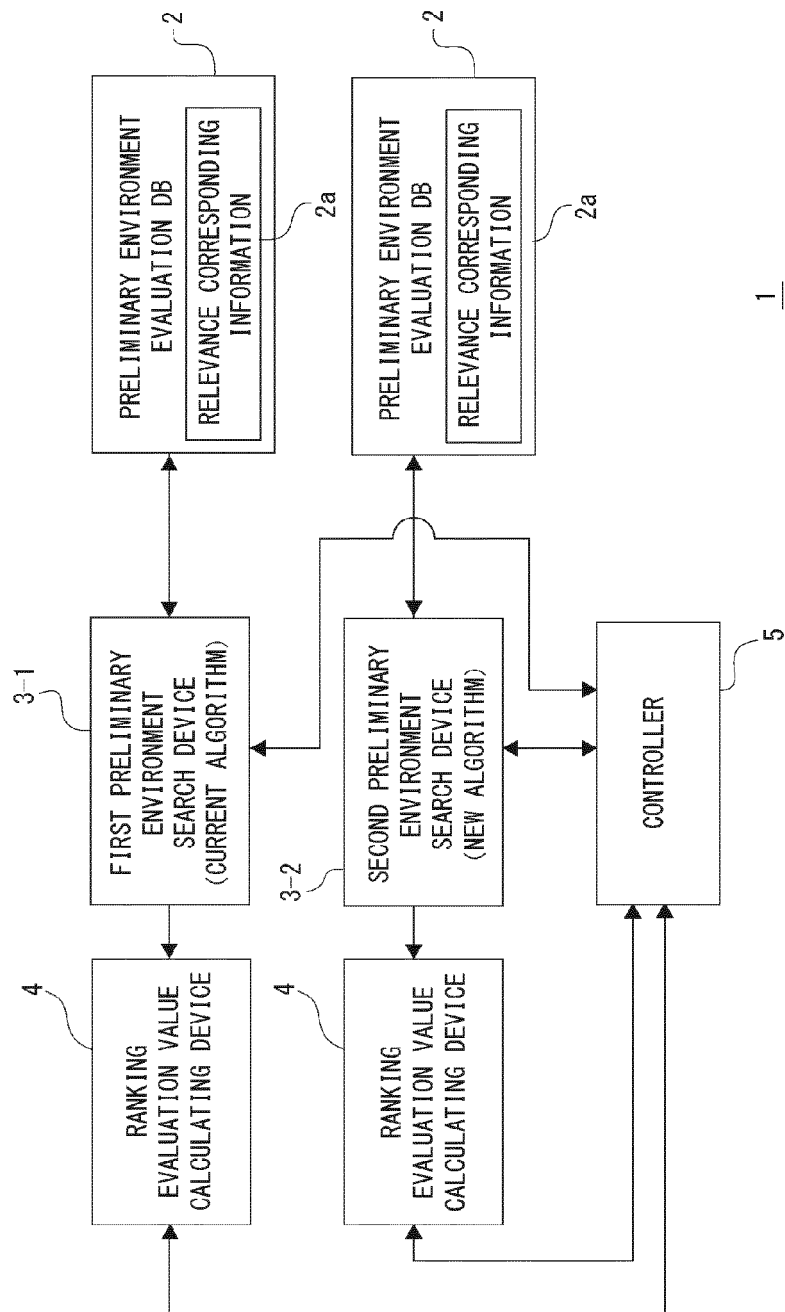 4
RANKING
EVALUATION VALUE
CALCULATING DEVICE
3-1
FIRST PRELIMINARY
ENVIRONMENT
SEARCH DEVICE
(CURRENT ALGORITHM)
2
PRELIMINARY ENVIRONMENT
EVALUATION DB
RELEVANCE CORRESPONDING
INFORMATION
2a
4
RANKING
EVALUATION VALUE
CALCULATING DEVICE
3-2
SECOND PRELIMINARY
ENVIRONMENT
SEARCH DEVICE
(NEW ALGORITHM)
2
PRELIMINARY ENVIRONMENT
EVALUATION DB
RELEVANCE CORRESPONDING
INFORMATION
2a
CONTROLLER
5
1